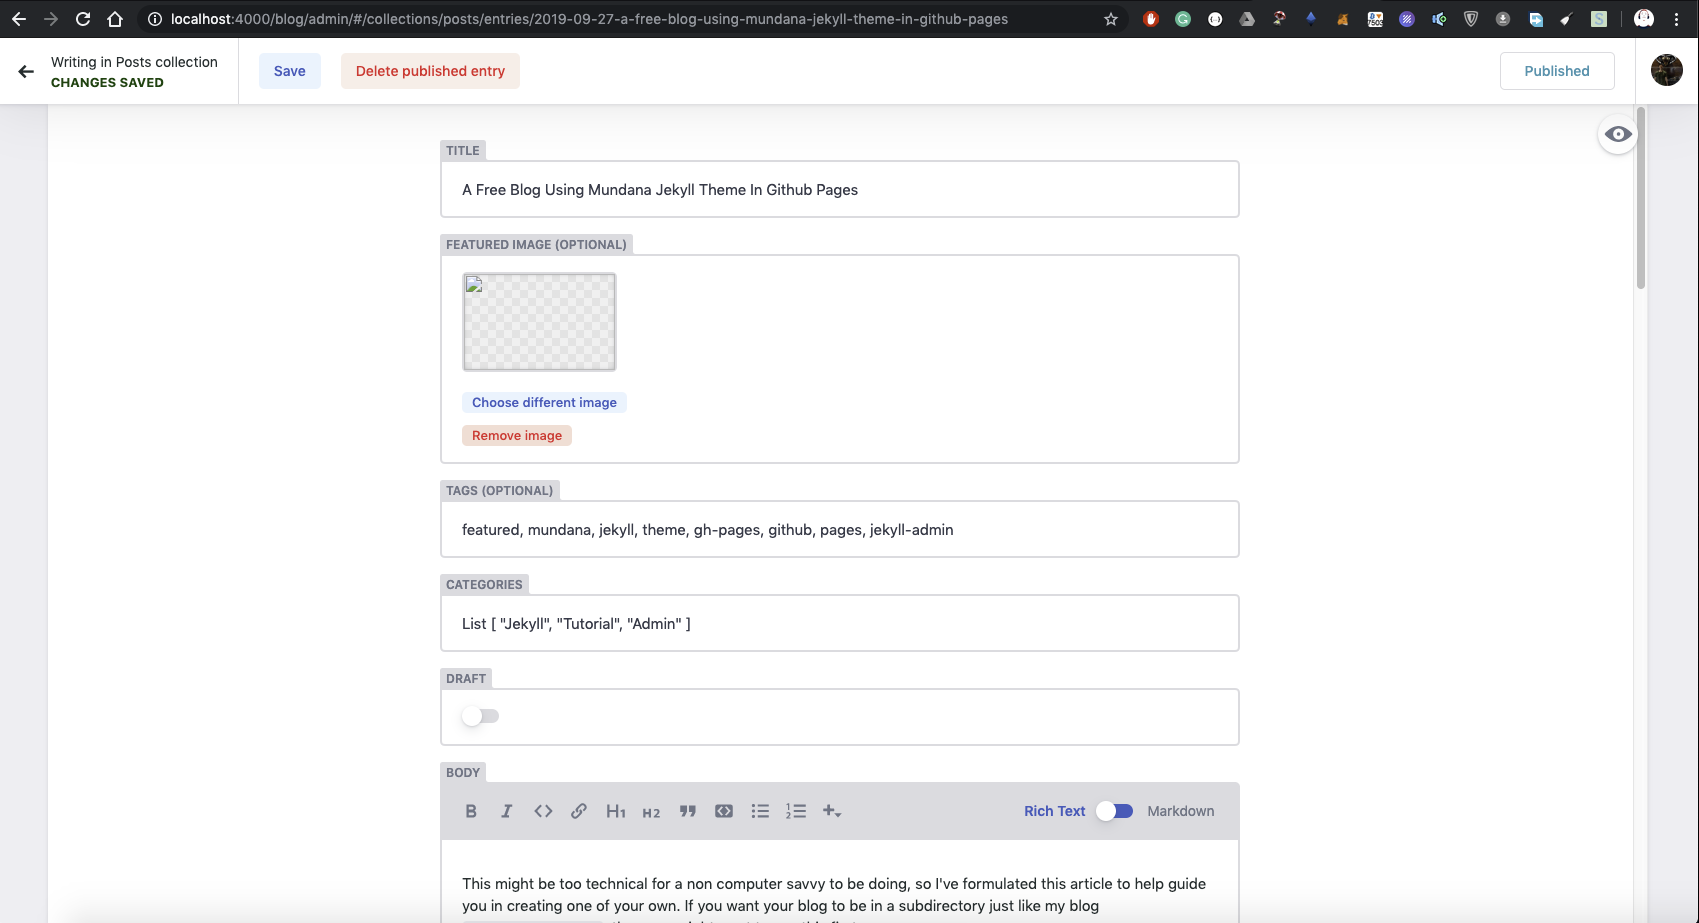 localhost:4000/blog/admin/#/collections/posts/entries/2019-09-27-a-free-blog-using-mundana-jekyll-theme-in-github-pages
Writing in Posts collection
CHANGES SAVED
Save
Delete published entry
Published
TITLE
A Free Blog Using Mundana Jekyll Theme In Github Pages
FEATURED IMAGE (OPTIONAL)
Choose different image
Remove image
TAGS (OPTIONAL)
featured, mundana, jekyll, theme, gh-pages, github, pages, jekyll-admin
CATEGORIES
List [ "Jekyll", "Tutorial", "Admin" ]
DRAFT
BODY
B I <> H1 H2
Rich Text
Markdown
This might be too technical for a non computer savvy to be doing, so I've formulated this article to help guide
you in creating one of your own. If you want your blog to be in a subdirectory just like my blog